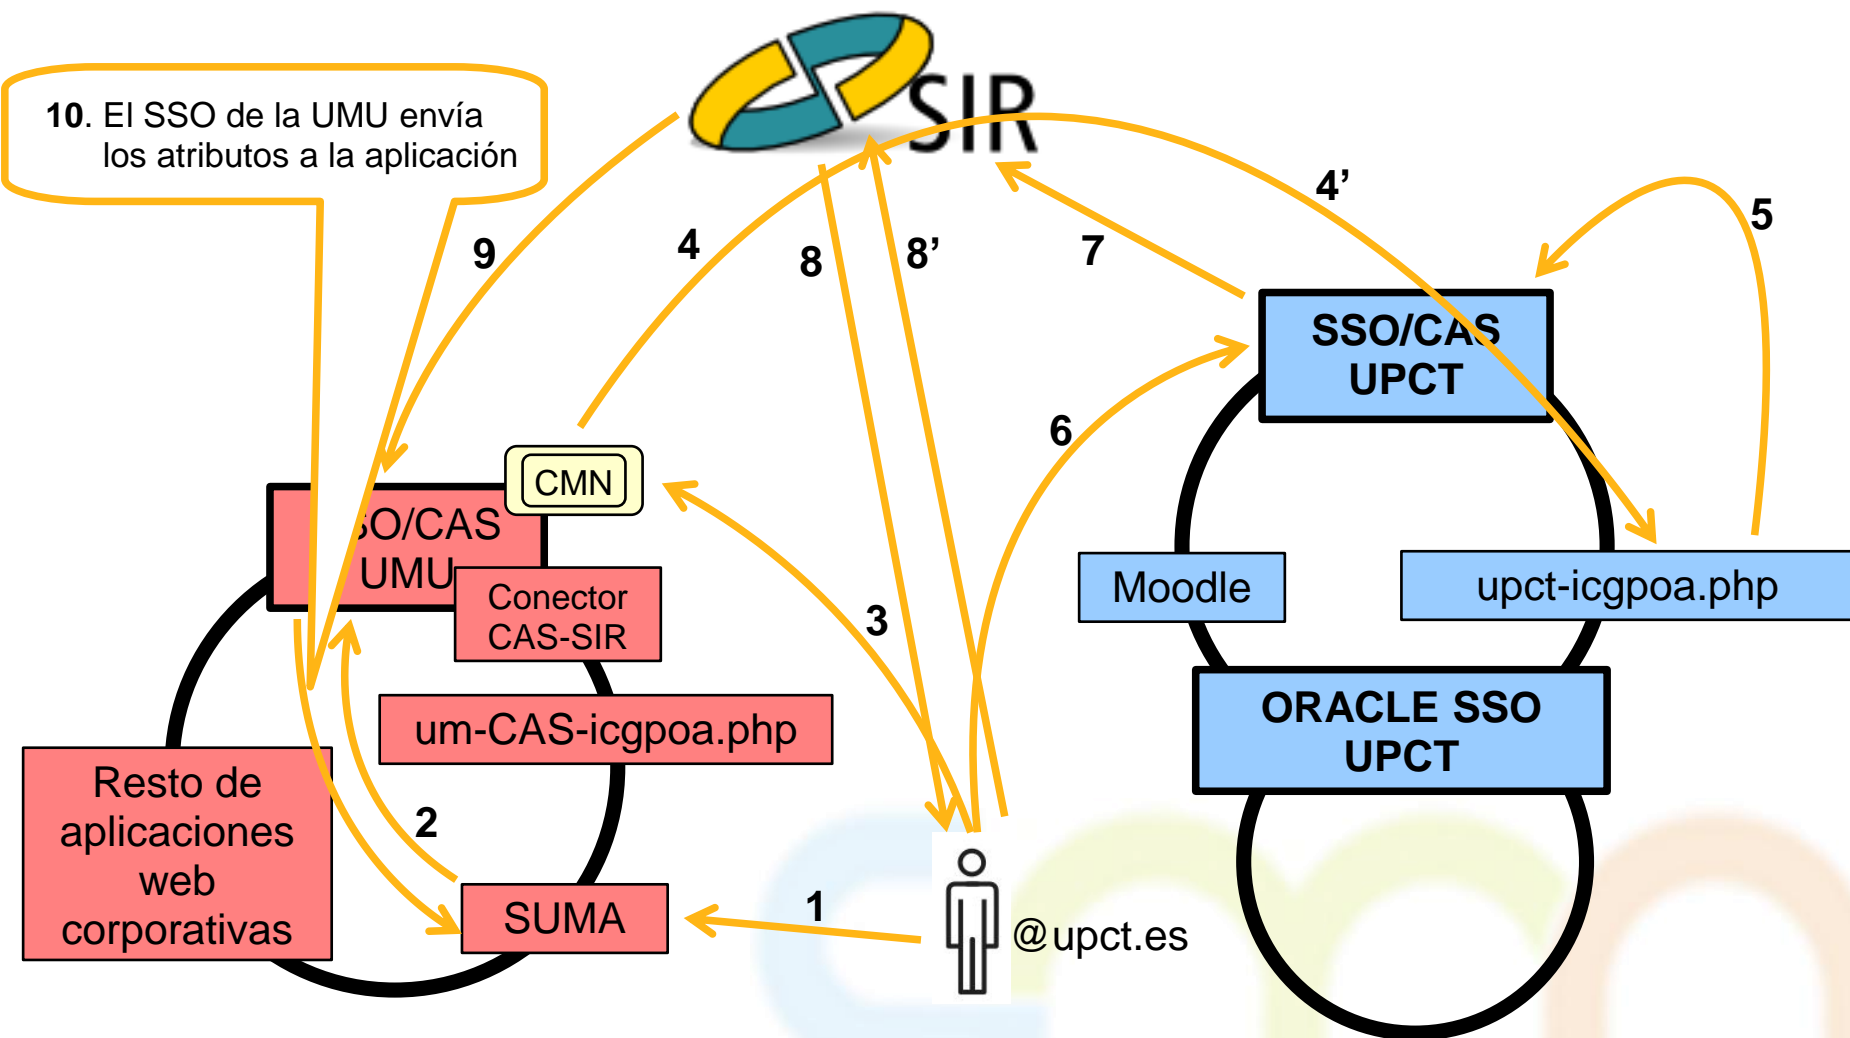 SIR
10. El SSO de la UMU envía
los atributos a la aplicación
4’
5
9
4
8
8’
7
SSO/CAS
UPCT
6
CMN
SO/CAS
UMU
Conector
CAS-SIR
3
Moodle
upct-icgpoa.php
um-CAS-icgpoa.php
ORACLE SSO
UPCT
Resto de
aplicaciones
web
corporativas
2
SUMA
1
@upct.es